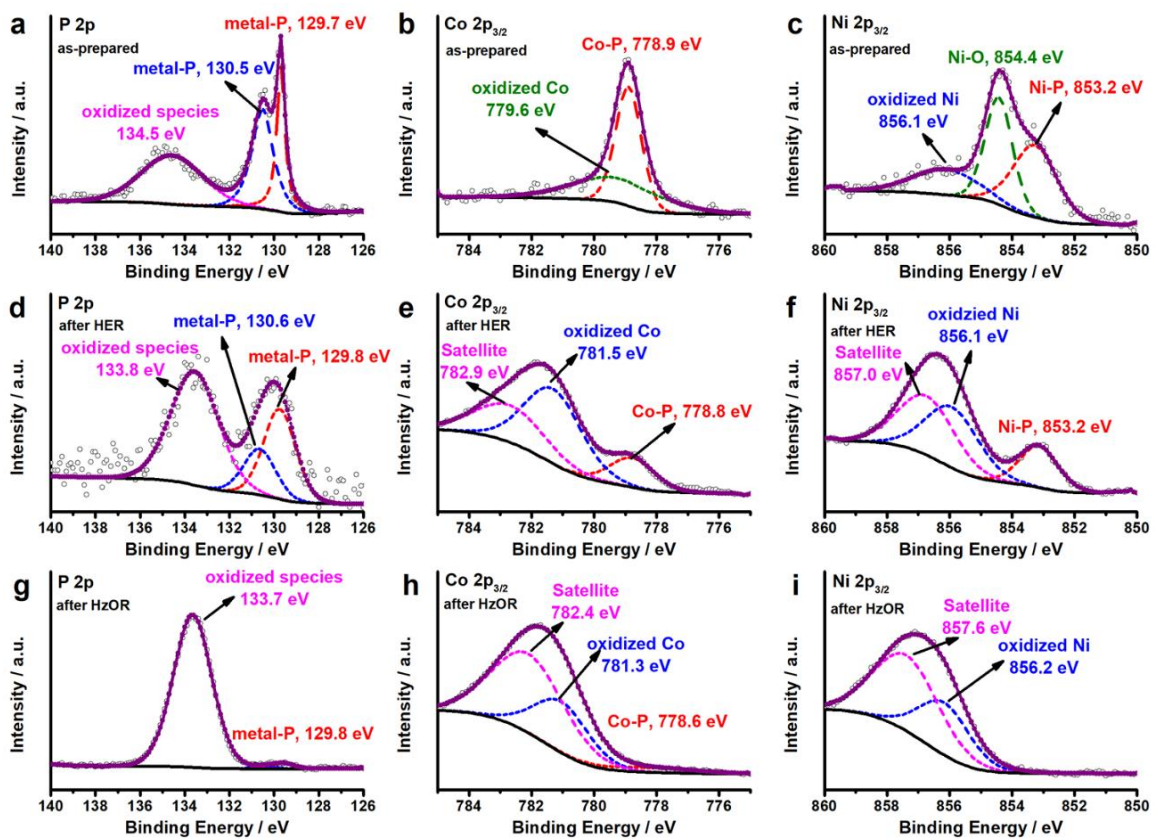 a
P 2p
as-prepared
metal-P, 129.7 eV
metal-P, 130.5 eV
oxidized species
134.5 eV
Intensity / a.u.
140 138 136 134 132 130 128 126
Binding Energy / eV
b
Co 2p3/2
as-prepared
Co-P, 778.9 eV
oxidized Co
779.6 eV
Intensity / a.u.
784 782 780 778 776
Binding Energy / eV
c
Ni 2p3/2
as-prepared
Ni-O, 854.4 eV
Ni-P, 853.2 eV
oxidized Ni
856.1 eV
Intensity / a.u.
860 858 856 854 852 850
Binding Energy / eV
d
P 2p
after HER
metal-P, 130.6 eV
oxidized species
133.8 eV
metal-P, 129.8 eV
Intensity / a.u.
140 138 136 134 132 130 128 126
Binding Energy / eV
e
Co 2p3/2
after HER
oxidized Co
781.5 eV
Satellite
782.9 eV
Co-P, 778.8 eV
Intensity / a.u.
784 782 780 778 776
Binding Energy / eV
f
Ni 2p3/2
after HER
oxidzied Ni
856.1 eV
Satellite
857.0 eV
Ni-P, 853.2 eV
Intensity / a.u.
860 858 856 854 852 850
Binding Energy / eV
g
P 2p
after HzOR
oxidized species
133.7 eV
metal-P, 129.8 eV
Intensity / a.u.
140 138 136 134 132 130 128 126
Binding Energy / eV
h
Co 2p3/2
after HzOR
Satellite
782.4 eV
oxidized Co
781.3 eV
Co-P, 778.6 eV
Intensity / a.u.
784 782 780 778 776
Binding Energy / eV
i
Ni 2p3/2
after HzOR
Satellite
857.6 eV
oxidized Ni
856.2 eV
Intensity / a.u.
860 858 856 854 852 850
Binding Energy / eV